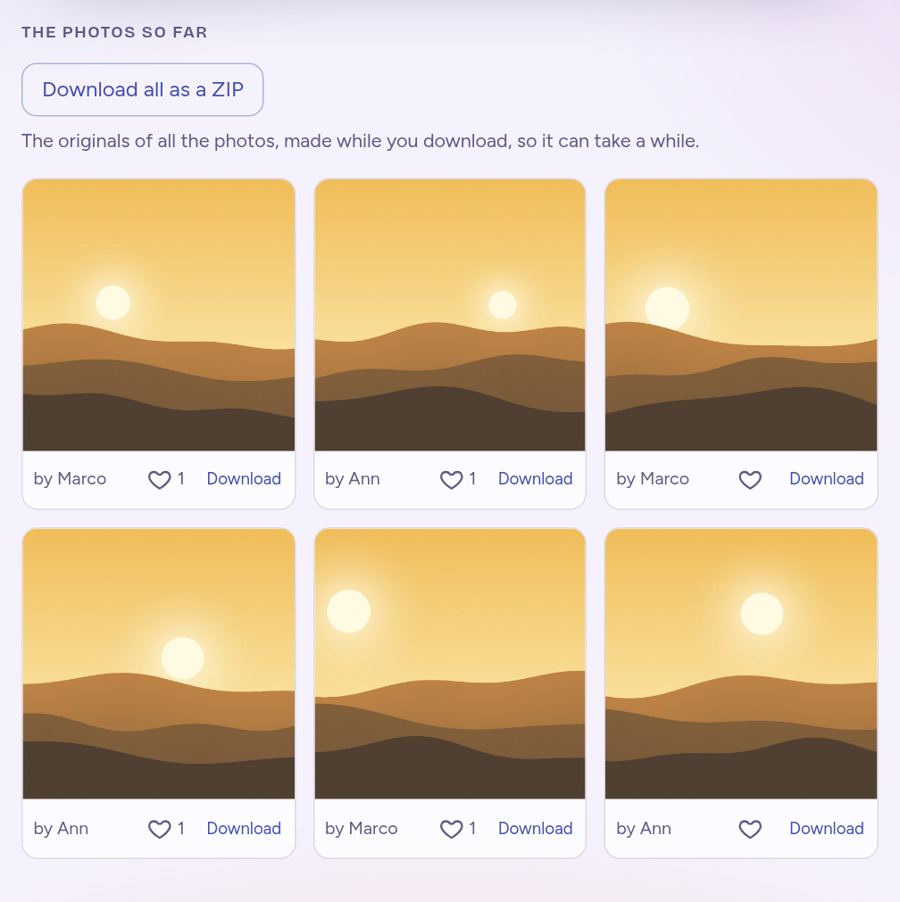 THE PHOTOS SO FAR
Download all as a ZIP
The originals of all the photos, made while you download, so it can take a while.
by Marco 1 Download
by Ann 1 Download
by Marco Download
by Ann 1 Download
by Marco 1 Download
by Ann Download